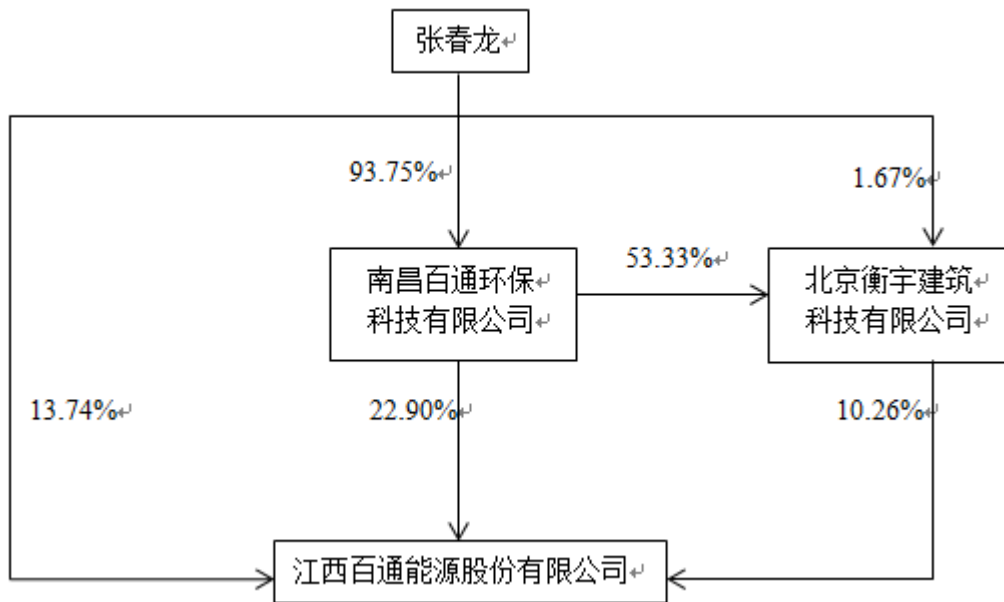 张春龙
93.75%
1.67%
53.33%
南昌百通环保
科技有限公司
北京衡宇建筑
科技有限公司
13.74%
22.90%
10.26%
江西百通能源股份有限公司